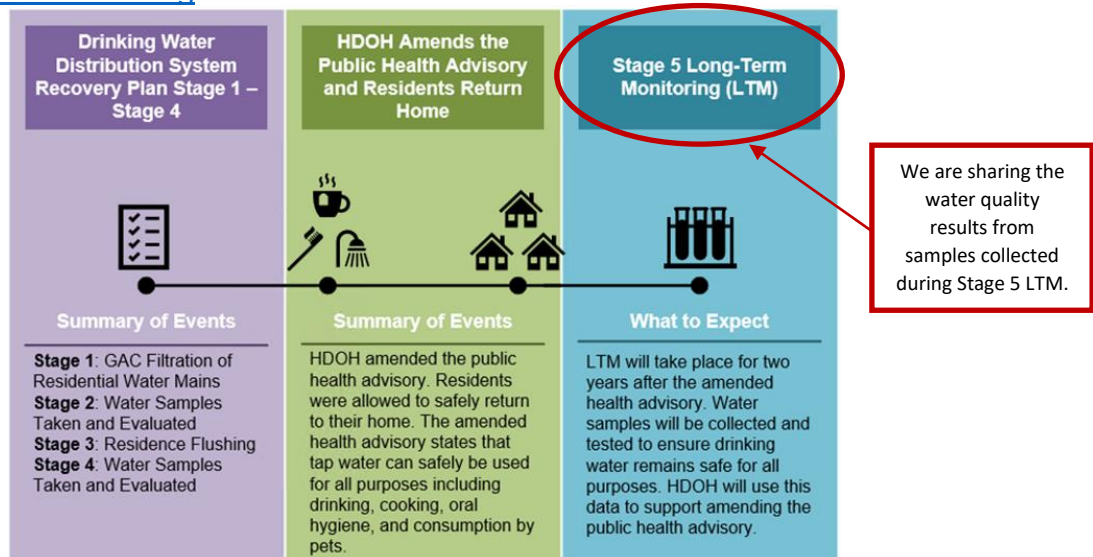 Drinking Water
Distribution System
Recovery Plan Stage 1 –
Stage 4
Summary of Events
Stage 1: GAC Filtration of
Residential Water Mains
Stage 2: Water Samples
Taken and Evaluated
Stage 3: Residence Flushing
Stage 4: Water Samples
Taken and Evaluated
HDOH Amends the
Public Health Advisory
and Residents Return
Home
Summary of Events
HDOH amended the public
health advisory. Residents
were allowed to safely return
to their home. The amended
health advisory states that
tap water can safely be used
for all purposes including
drinking, cooking, oral
hygiene, and consumption by
pets.
Stage 5 Long-Term
Monitoring (LTM)
What to Expect
LTM will take place for two
years after the amended
health advisory. Water
samples will be collected and
tested to ensure drinking
water remains safe for all
purposes. HDOH will use this
data to support amending the
public health advisory.
We are sharing the
water quality
results from
samples collected
during Stage 5 LTM.